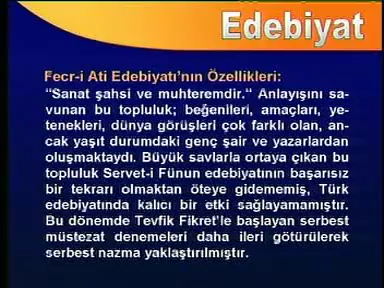 Edebiyat
Fecr-i Ati Edebiyatı'nın Özellikleri:
“Sanat şahsi ve muhteremdir.“ Anlayışını sa-
vunan bu topluluk; beğenileri, amaçları, ye-
tenekleri, dünya görüşleri çok farklı olan, an-
cak yaşıt durumdaki genç şair ve yazarlardan
oluşmaktaydı. Büyük savlarla ortaya çıkan bu
topluluk Servet-i Fünun edebiyatının başarısız
bir tekrarı olmaktan öteye gidememiş, Türk
edebiyatında kalıcı bir etki sağlayamamıştır.
Bu dönemde Tevfik Fikret'le başlayan serbest
müstezat denemeleri daha ileri götürülerek
serbest nazma yaklaştırılmıştır.